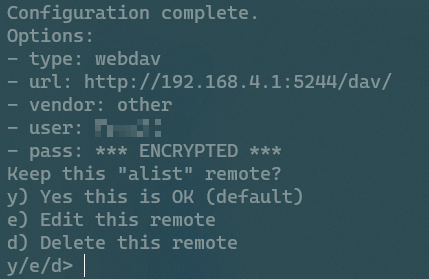 Configuration complete.
Options:
- type: webdav
- url: http://192.168.4.1:5244/dav/
- vendor: other
- user:
- pass: *** ENCRYPTED ***
Keep this "alist" remote?
y) Yes this is OK (default)
e) Edit this remote
d) Delete this remote
y/e/d>